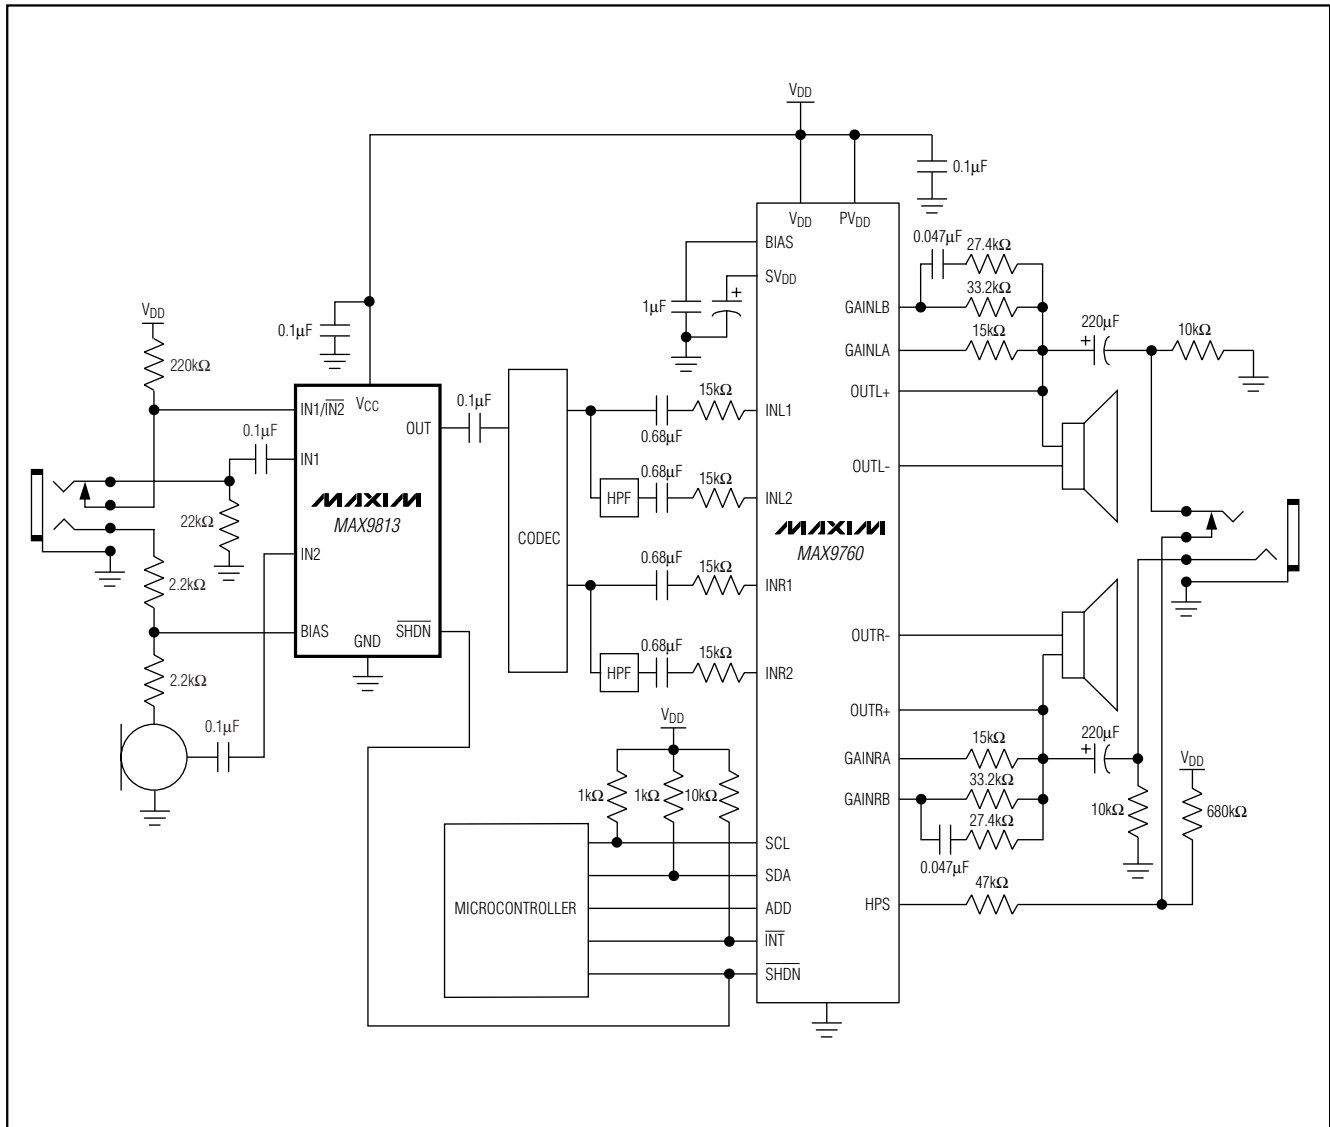 VDD
0.1µF
VDD
PVDD
BIAS
SVDD
1µF
0.047µF
27.4kΩ
33.2kΩ
GAINLB
15kΩ
GAINLA
220µF
+
10kΩ
OUTL+
OUTL-
VDD
220kΩ
0.1µF
IN1/IN2
VCC
OUT
0.1µF
0.1µF
IN1
MAXIM
MAX9813
22kΩ
IN2
2.2kΩ
BIAS
GND
SHDN
2.2kΩ
0.1µF
CODEC
15kΩ
0.68µF
INL1
0.68µF
15kΩ
HPF
INL2
MAXIM
MAX9760
0.68µF
15kΩ
INR1
0.68µF
15kΩ
HPF
INR2
OUTR-
OUTR+
220µF
+
15kΩ
GAINRA
33.2kΩ
GAINRB
27.4kΩ
0.047µF
10kΩ
VDD
680kΩ
47kΩ
HPS
VDD
1kΩ
1kΩ
10kΩ
SCL
SDA
MICROCONTROLLER
ADD
INT
SHDN
+